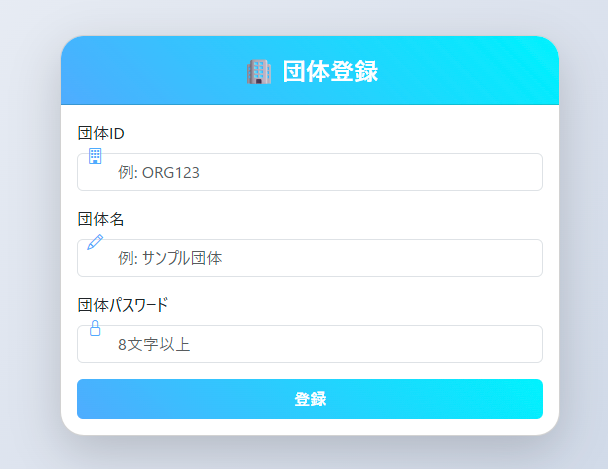 団体登録
団体ID
例: ORG123
団体名
例: サンプル団体
団体パスワード
8文字以上
登録